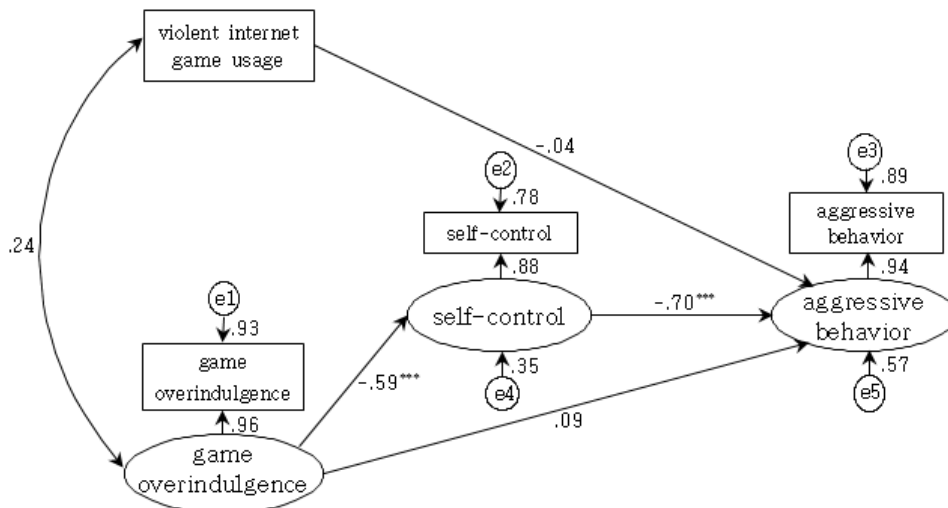 violent internet
game usage
-.04
e3
.89
e2
.78
aggressive
behavior
self-control
.24
.88
.94
e1
self-control
-.70***
aggressive
behavior
.93
game
overindulgence
-.59***
.35
.57
e4
e5
.96
.09
game
overindulgence